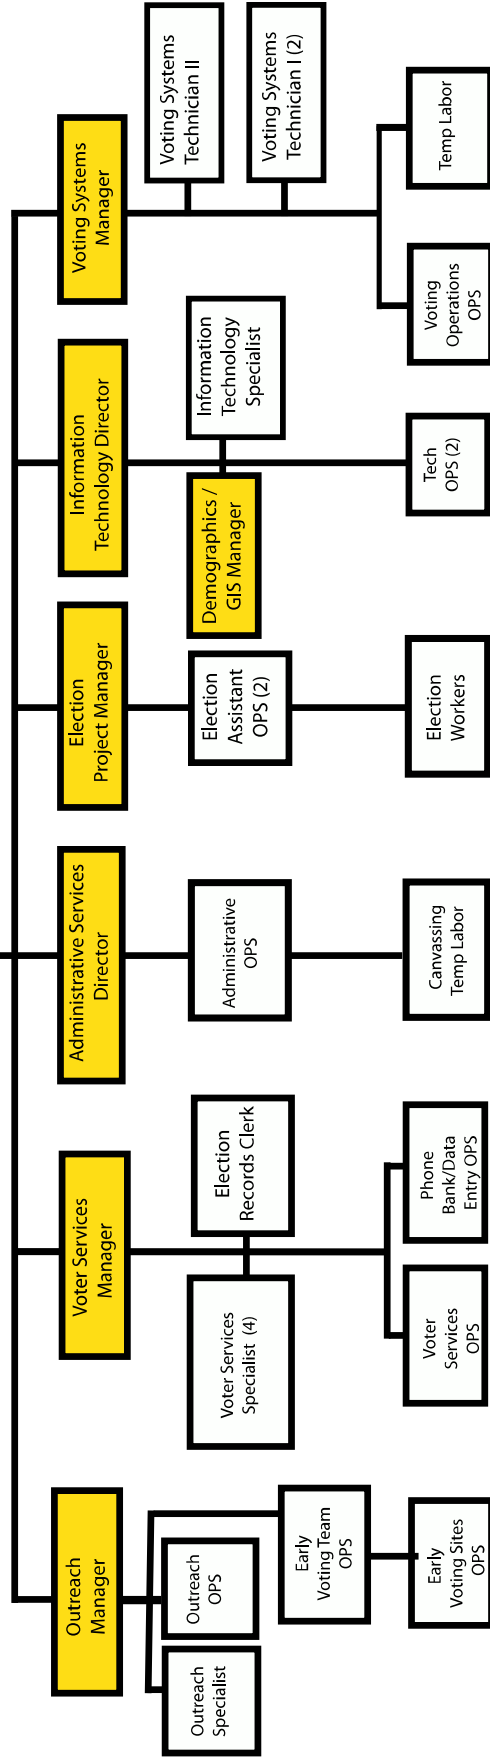 Outreach
Manager
Outreach
Specialist
Outreach
OPS
Early
Voting Team
OPS
Early
Voting Sites
OPS
Voter Services
Manager
Voter Services
Specialist (4)
Election
Records Clerk
Voter
Services
OPS
Phone
Bank/Data
Entry OPS
Administrative Services
Director
Administrative
OPS
Canvassing
Temp Labor
Election
Project Manager
Election
Assistant
OPS (2)
Election
Workers
Information
Technology Director
Demographics /
GIS Manager
Information
Technology
Specialist
Tech
OPS (2)
Voting Systems
Manager
Voting Systems
Technician II
Voting Systems
Technician I (2)
Voting
Operations
OPS
Temp Labor